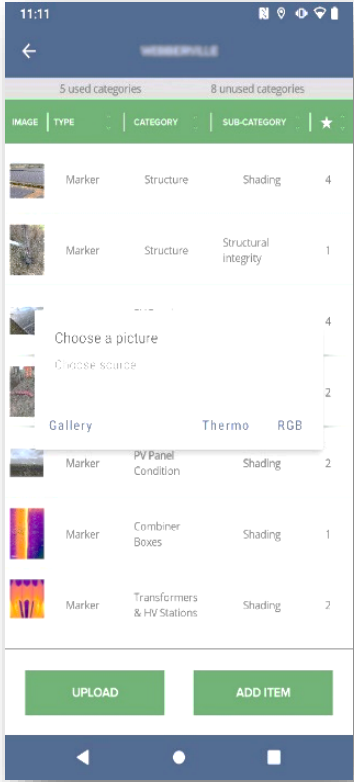 11:11
WEBBERVILLE
5 used categories 8 unused categories
IMAGE TYPE CATEGORY SUB-CATEGORY ★
Marker Structure Shading 4
Marker Structure Structural integrity 1
4
Choose a picture
Choose source
2
Gallery Thermo RGB
Marker PV Panel Condition Shading 2
Marker Combiner Boxes Shading 1
Marker Transformers & HV Stations Shading 2
UPLOAD ADD ITEM